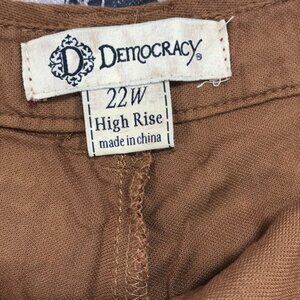 D DEMOCRACY®
22W
High Rise
made in china